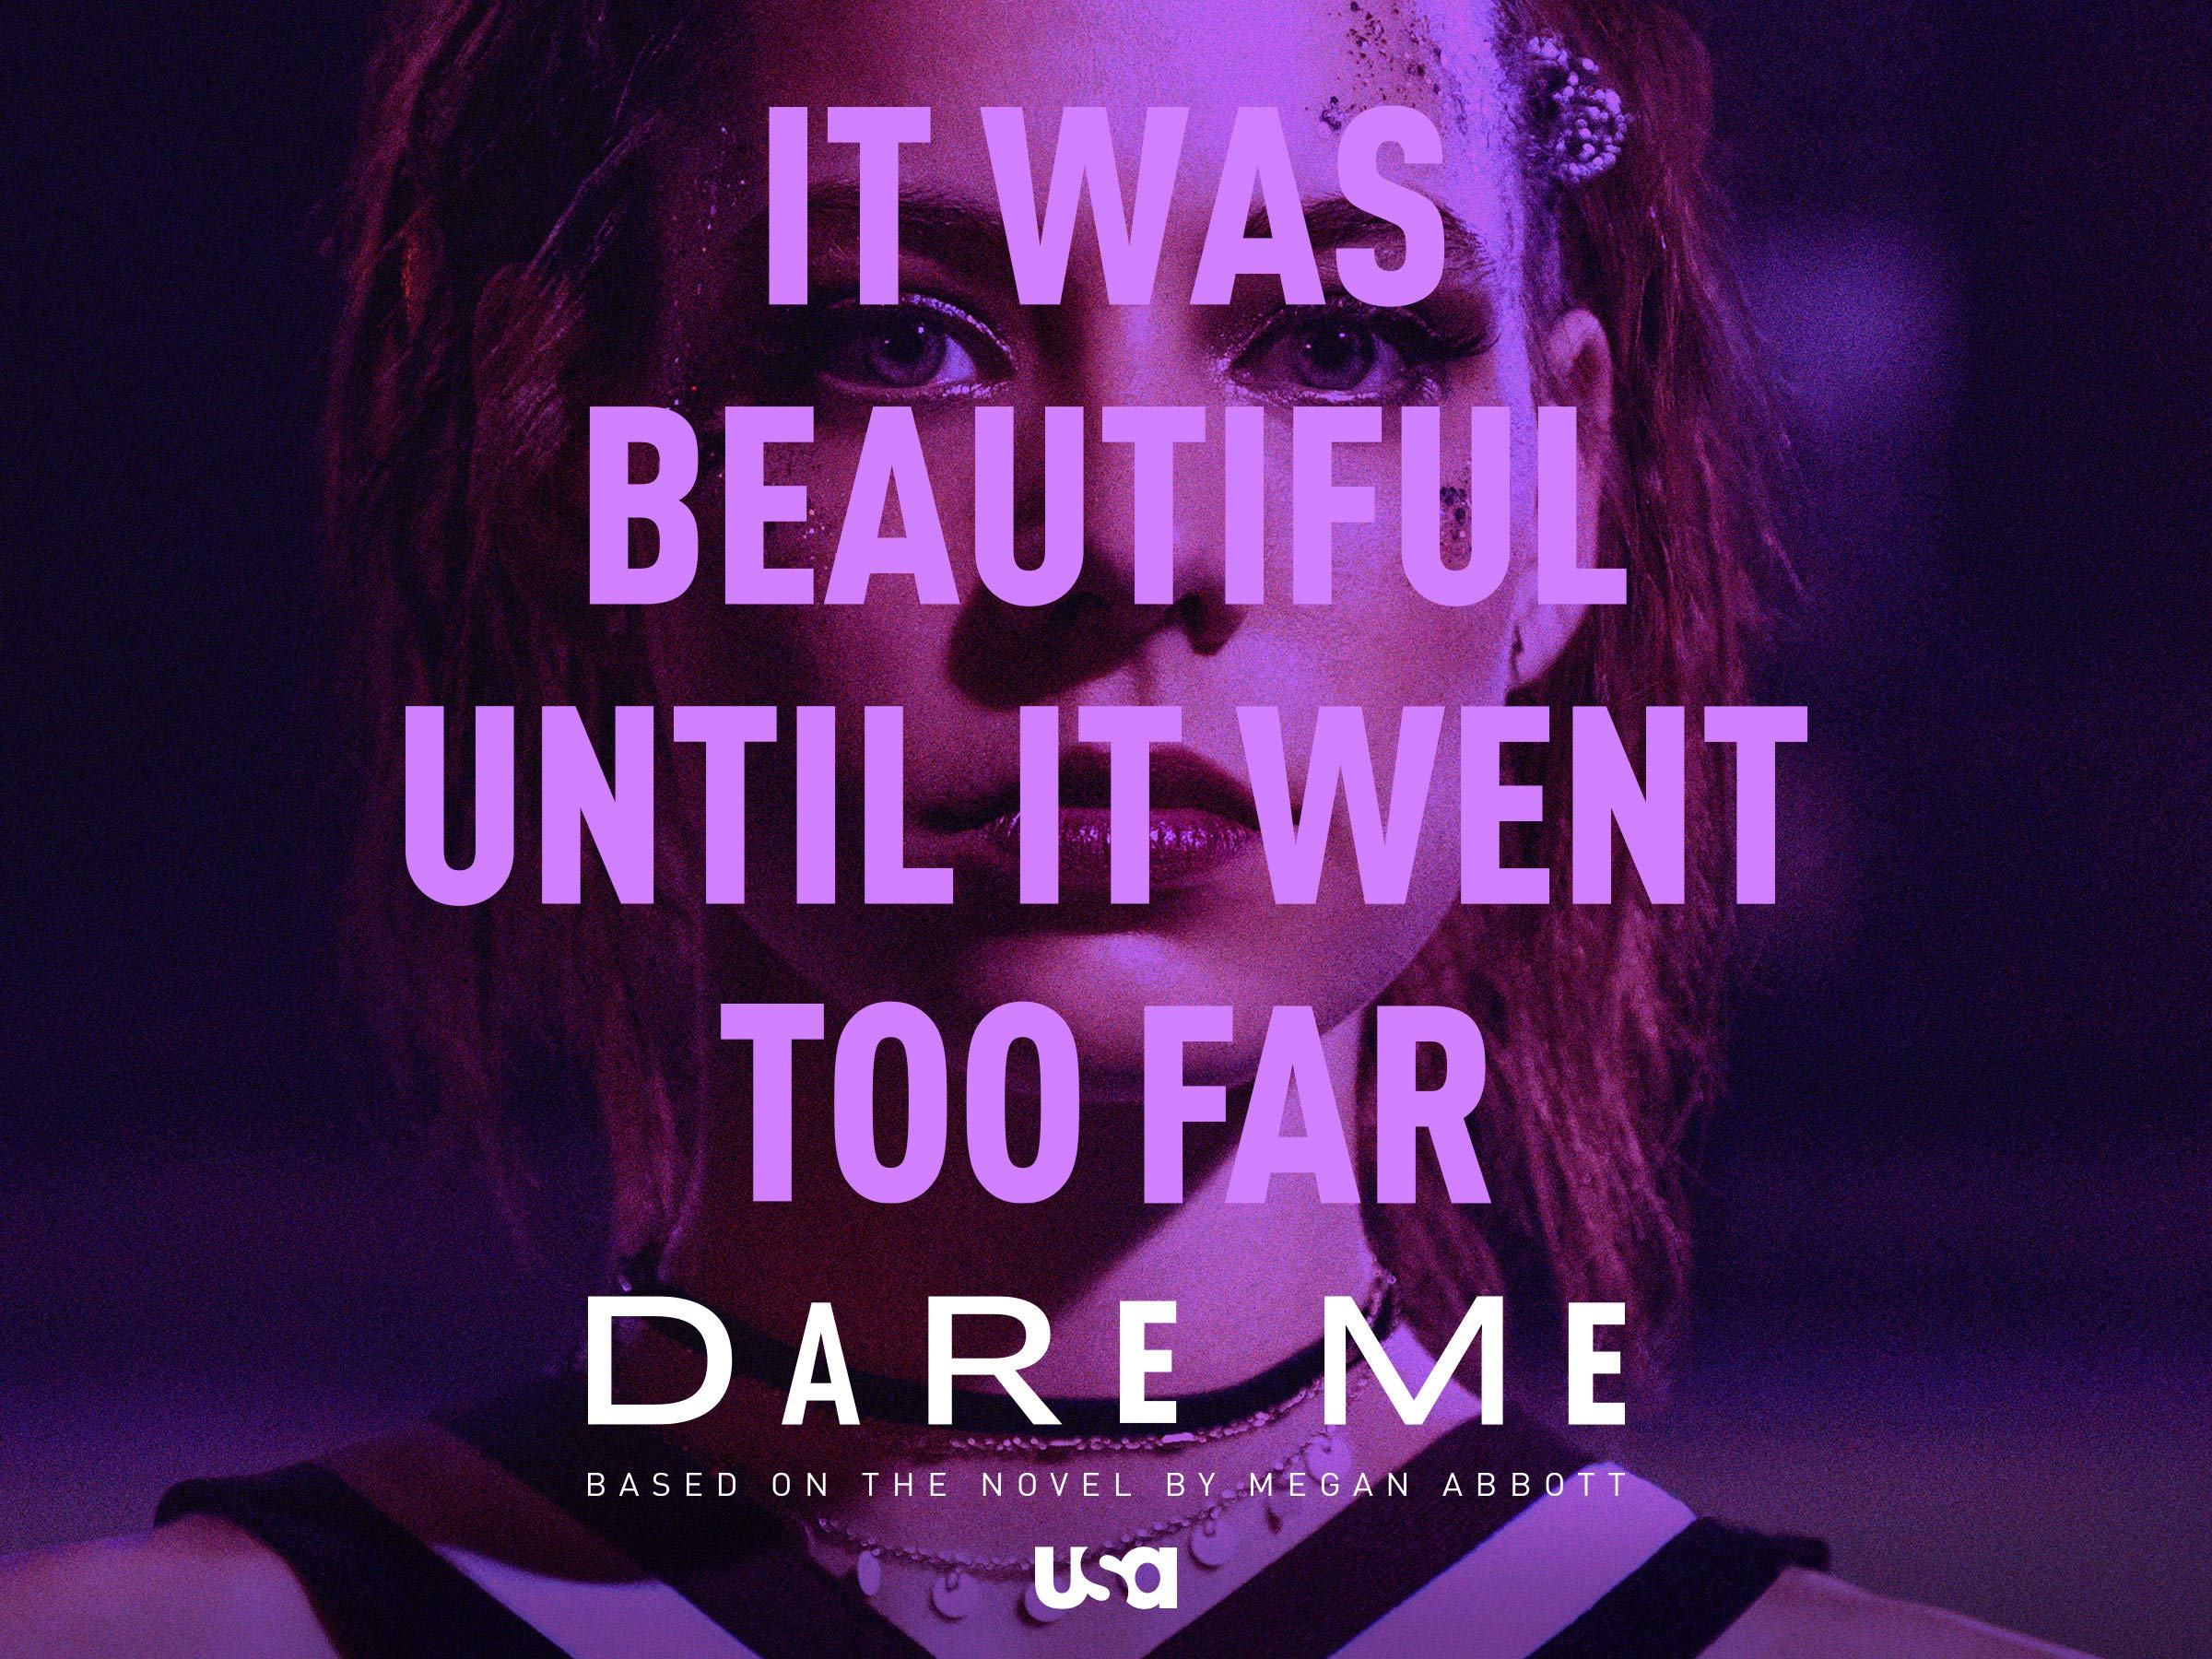 IT WAS
BEAUTIFUL
UNTIL IT WENT
TOO FAR
DARE ME
BASED ON THE NOVEL BY MEGAN ABBOTT
usa